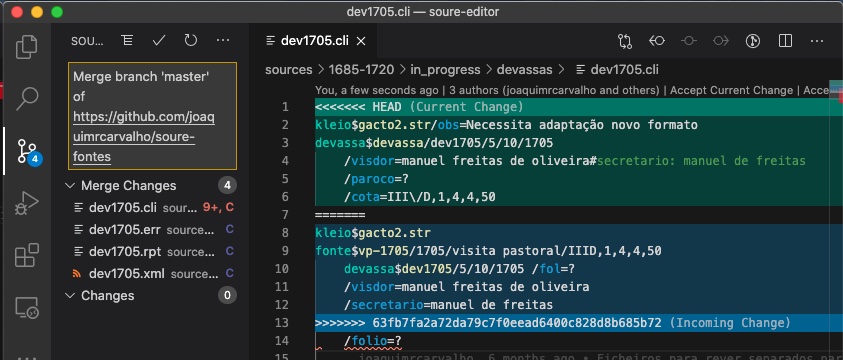 dev1705.cli — soure-editor
SOU...
dev1705.cli
sources > 1685-1720 > in_progress > devassas > dev1705.cli
Merge branch 'master'
of
https://github.com/joaq
uimrcarvalho/soure-
fontes
4
Merge Changes 4
dev1705.cli sour... 9+, C
dev1705.err source... C
dev1705.rpt source... C
dev1705.xml source... C
Changes 0
You, a few seconds ago | 3 authors (joaquimrcarvalho and others) | Accept Current Change | Acce
1 <<<<<<< HEAD (Current Change)
2 kleio$gacto2.str/obs=Necessita adaptação novo formato
3 devassa$devassa/dev1705/5/10/1705
4 /visdor=manuel freitas de oliveira#secretario: manuel de freitas
5 /paroco=?
6 /cota=III\/D,1,4,4,50
7 =======
8 kleio$gacto2.str
9 fonte$vp-1705/1705/visita pastoral/IIID,1,4,4,50
10 devassa$dev1705/5/10/1705 /fol=?
11 /visdor=manuel freitas de oliveira
12 /secretario=manuel de freitas
13 >>>>>>> 63fb7fa2a72da79c7f0eead6400c828d8b685b72 (Incoming Change)
14 /folio=?
15 joaquimrcarvalho, 6 months ago • Ficheiros para rever separados par